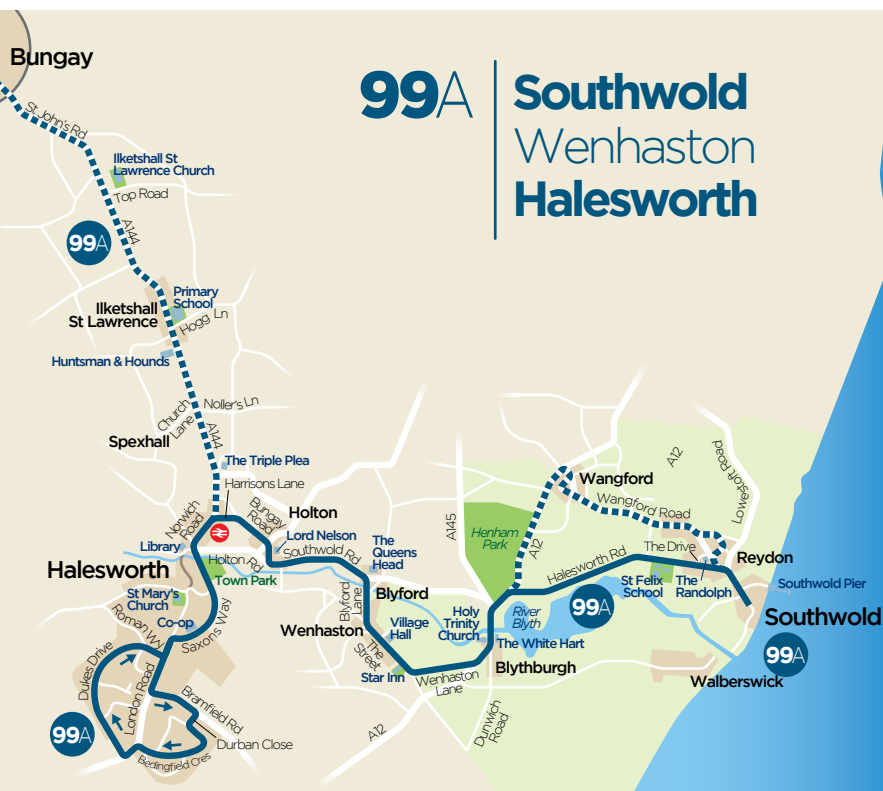 Bungay
99A
Southwold
Wenhaston
Halesworth
St John's Rd
Ilketshall St
Lawrence Church
Top Road
A144
99A
Primary
School
Ilketshall
St Lawrence
Hogg Ln
Huntsman & Hounds
Noller's Ln
Church
Lane
A144
Spexhall
The Triple Plea
Harrisons Lane
Norwich
Road
Bungay
Road
Holton
Library
Lord Nelson
Southwold Rd
The
Queens
Head
Holton Rd
Halesworth
Town Park
St Mary's
Church
Roman Wy
Co-op
Saxons Way
Dukes Drive
London Road
Bramfield Rd
Durban Close
Bedingfield Cres
99A
Blyford
Blyford
Lane
Wenhaston
Village
Hall
The
Street
Star Inn
Wenhaston
Lane
A12
Holy
Trinity
Church
The White Hart
Blythburgh
Dunwich
Road
A145
Henham
Park
River
Blyth
A12
Wangford
Wangford Road
A12
Lowestoft Road
Halesworth Rd
The Drive
Reydon
St Felix
School
The
Randolph
99A
Southwold Pier
Southwold
99A
Walberswick